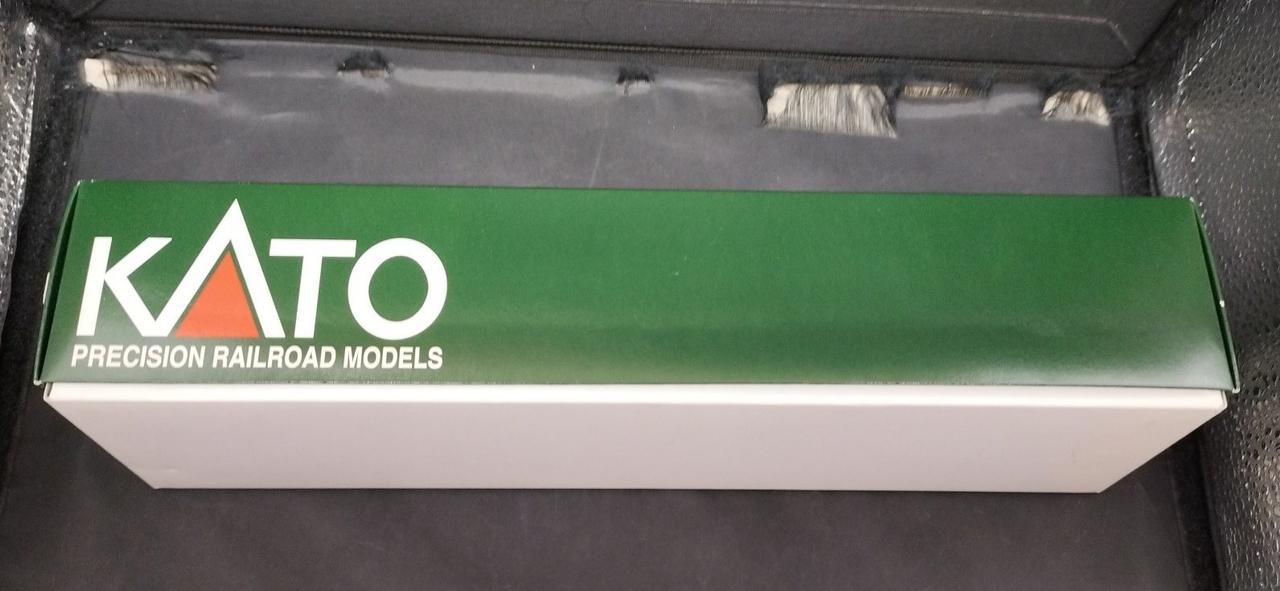 KATO
PRECISION RAILROAD MODELS